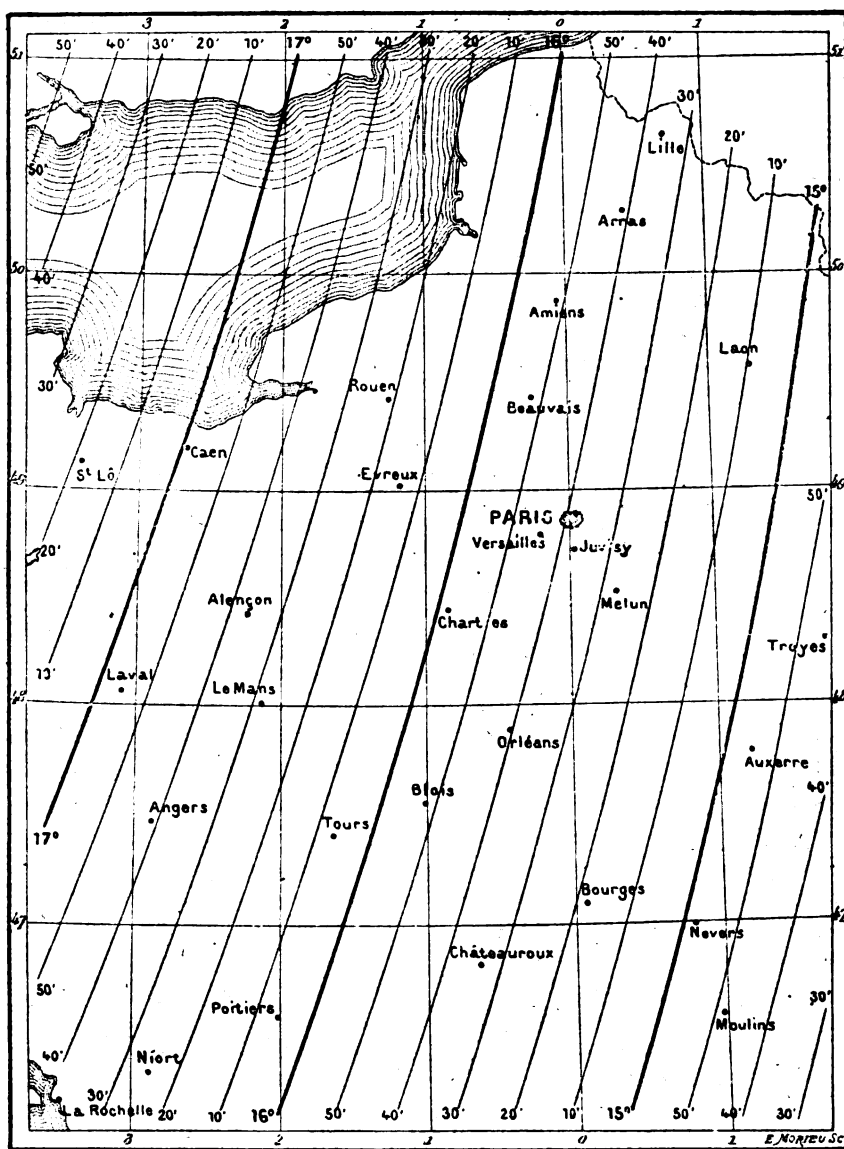 3 2 1 0 1
51 50' 40' 30' 20' 10' 17° 50' 40' 30' 20' 10' 16° 50' 40' 51
30'
Lille
20'
10'
50'
15°
Arras
40' 50 50
Amiens
Laon
30' Rouen
Beauvais
Caen
St Lô Evreux
50'
PARIS
Versailles Juvisy
20'
Alençon Melun
Chartres
Troyes
13' Laval Le Mans
48
Orléans
Auxerre
Blois 40'
Angers Tours
17°
Bourges
47
Nevers
Châteauroux
50'
Poitiers 30'
Moulins
40' Niort
La Rochelle 30' 20' 10' 16° 50' 40' 30' 20' 10' 15° 50' 40' 30'
3 2 1 0 1 E. MORIEU SC